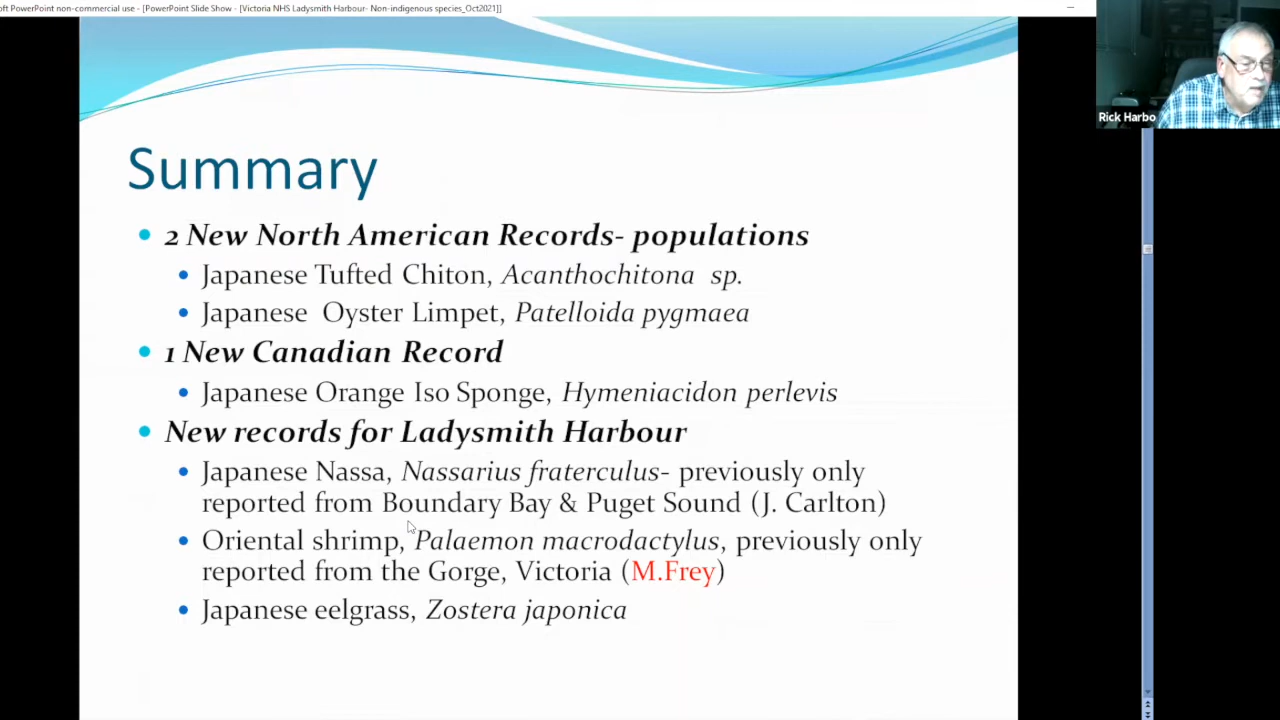 oft PowerPoint non-commercial use - [PowerPoint Slide Show - [Victoria NHS Ladysmith Harbour- Non-indigenous species_Oct2021]]
Rick Harbo
Summary
2 New North American Records- populations
Japanese Tufted Chiton, Acanthochitona sp.
Japanese Oyster Limpet, Patelloida pygmaea
1 New Canadian Record
Japanese Orange Iso Sponge, Hymeniacidon perlevis
New records for Ladysmith Harbour
Japanese Nassa, Nassarius fraterculus- previously only
reported from Boundary Bay & Puget Sound (J. Carlton)
Oriental shrimp, Palaemon macrodactylus, previously only
reported from the Gorge, Victoria (M.Frey)
Japanese eelgrass, Zostera japonica